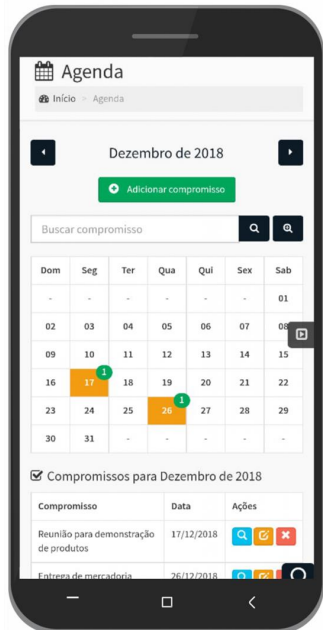 Agenda
Início > Agenda
Dezembro de 2018
Adicionar compromisso
Buscar compromisso
Dom Seg Ter Qua Qui Sex Sab
- - - - - - 01
02 03 04 05 06 07 08
09 10 11 12 13 14 15
16 17 1 18 19 20 21 22
23 24 25 26 1 27 28 29
30 31 - - - - -
Compromissos para Dezembro de 2018
Compromisso Data Ações
Reunião para demonstração 17/12/2018
de produtos
Entrega de mercadoria 26/12/2018